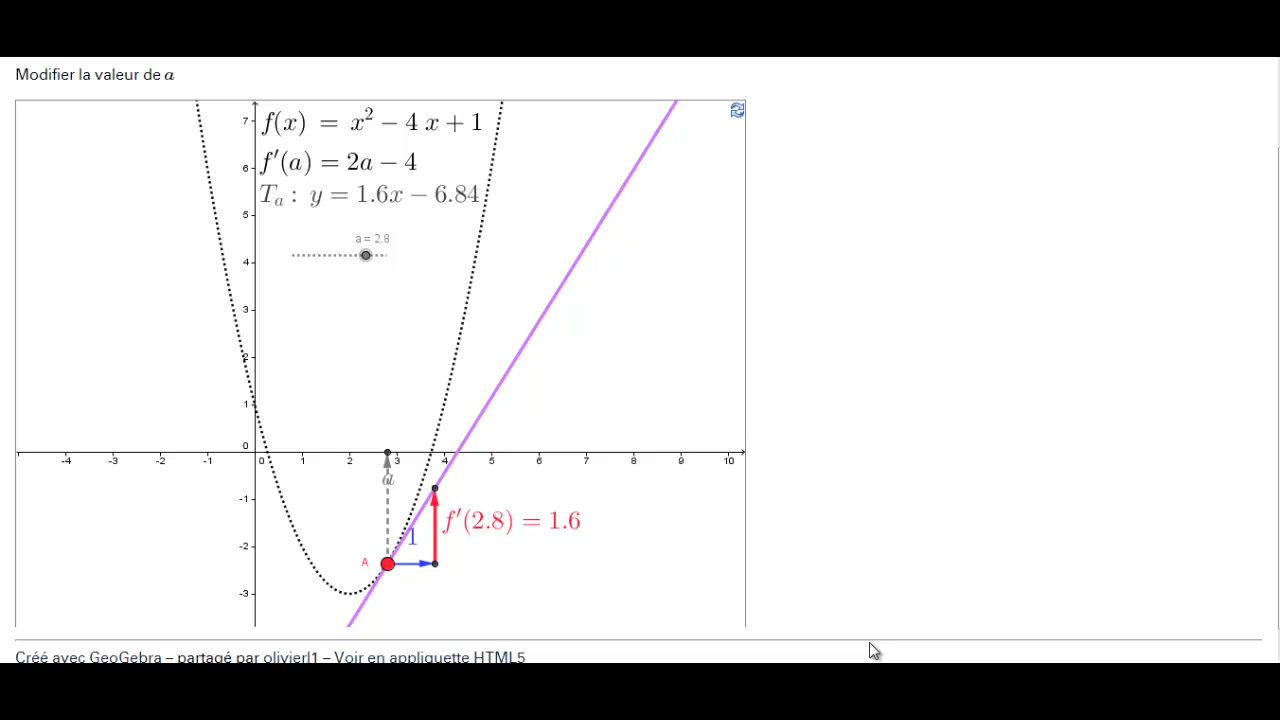 Modifier la valeur de a
f(x) = x² − 4 x + 1
f′(a) = 2a − 4
Tₐ : y = 1.6x − 6.84
a = 2.8
7
6
5
4
3
2
1
0
-1
-2
-3
-4 -3 -2 -1 0 1 2 3 4 5 6 7 8 9 10
a
f′(2.8) = 1.6
1
A
Créé avec GeoGebra – partagé par olivierl1 – Voir en appliquette HTML5